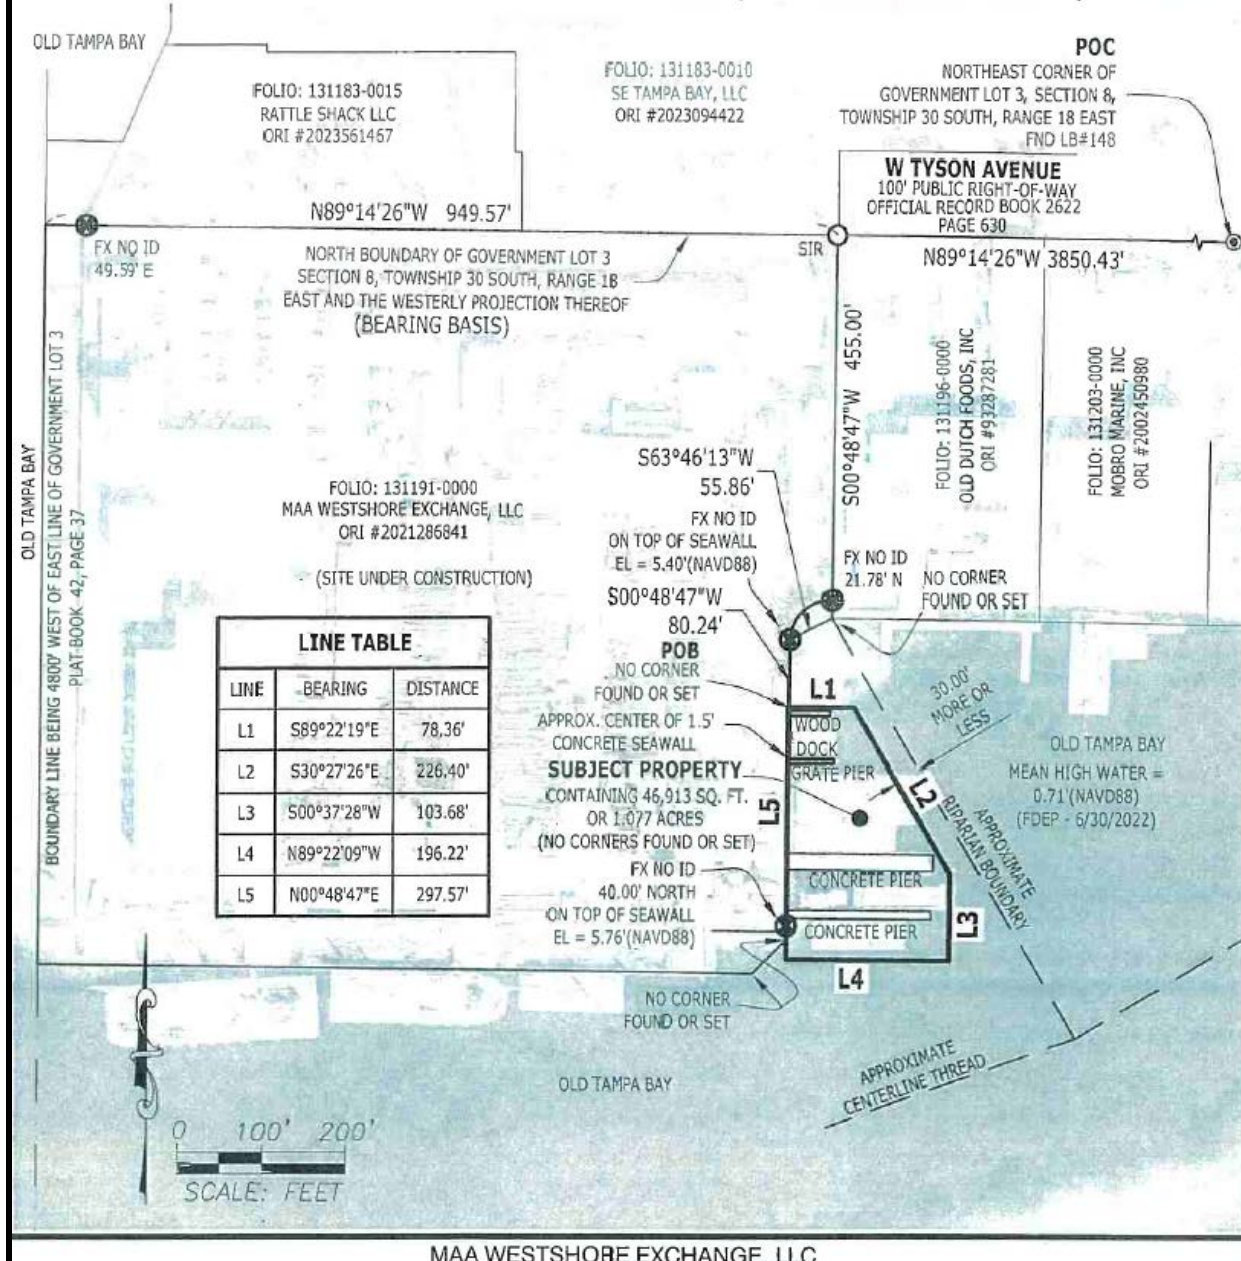 OLD TAMPA BAY
FOLIO: 131183-0015
RATTLE SHACK LLC
ORI #2023561467
FOLIO: 131183-0010
SE TAMPA BAY, LLC
ORI #2023094422
POC
NORTHEAST CORNER OF
GOVERNMENT LOT 3, SECTION 8,
TOWNSHIP 30 SOUTH, RANGE 18 EAST
FND LB#148
W TYSON AVENUE
100' PUBLIC RIGHT-OF-WAY
OFFICIAL RECORD BOOK 2622
PAGE 630
N89°14'26"W 949.57'
FX NO ID
49.59' E
NORTH BOUNDARY OF GOVERNMENT LOT 3
SECTION 8, TOWNSHIP 30 SOUTH, RANGE 18
EAST AND THE WESTERLY PROJECTION THEREOF
(BEARING BASIS)
SIR
N89°14'26"W 3850.43'
S00°48'47"W 455.00'
FOLIO: 131196-0000
OLD DUTCH FOODS, INC
ORI #93287281
FOLIO: 131203-0000
MOBRO MARINE, INC
ORI #2002450980
OLD TAMPA BAY
BOUNDARY LINE BEING 4800' WEST OF EAST LINE OF GOVERNMENT LOT 3
PLAT-BOOK 42, PAGE 37
FOLIO: 131191-0000
MAA WESTSHORE EXCHANGE, LLC
ORI #2021286841
(SITE UNDER CONSTRUCTION)
S63°46'13"W
55.86'
FX NO ID
ON TOP OF SEAWALL
EL = 5.40'(NAVD88)
S00°48'47"W
80.24'
FX NO ID
21.78' N
NO CORNER
FOUND OR SET
POB
NO CORNER
FOUND OR SET
APPROX. CENTER OF 1.5'
CONCRETE SEAWALL
SUBJECT PROPERTY
CONTAINING 46,913 SQ. FT.
OR 1.077 ACRES
(NO CORNERS FOUND OR SET)
FX NO ID
40.00' NORTH
ON TOP OF SEAWALL
EL = 5.76'(NAVD88)
NO CORNER
FOUND OR SET
LINE TABLE
LINE BEARING DISTANCE
L1 S89°22'19"E 78.36'
L2 S30°27'26"E 226.40'
L3 S00°37'28"W 103.68'
L4 N89°22'09"W 196.22'
L5 N00°48'47"E 297.57'
L1
WOOD
DOCK
GRATE PIER
L5
L2
CONCRETE PIER
CONCRETE PIER
L3
L4
30.00'
MORE OR
LESS
APPROXIMATE
RIPARIAN BOUNDARY
OLD TAMPA BAY
MEAN HIGH WATER =
0.71'(NAVD88)
(FDEP - 6/30/2022)
APPROXIMATE
CENTERLINE THREAD
OLD TAMPA BAY
0 100' 200'
SCALE: FEET
MAA WESTSHORE EXCHANGE, LLC